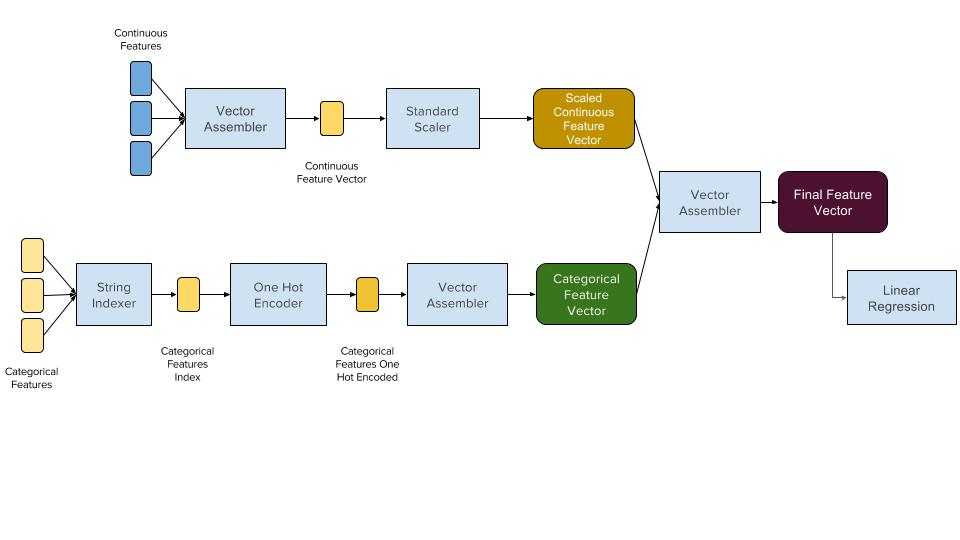 Continuous
Features
Vector
Assembler
Continuous
Feature Vector
Standard
Scaler
Scaled
Continuous
Feature
Vector
Vector
Assembler
Final Feature
Vector
Linear
Regression
Categorical
Features
String
Indexer
Categorical
Features
Index
One Hot
Encoder
Categorical
Features One
Hot Encoded
Vector
Assembler
Categorical
Feature
Vector